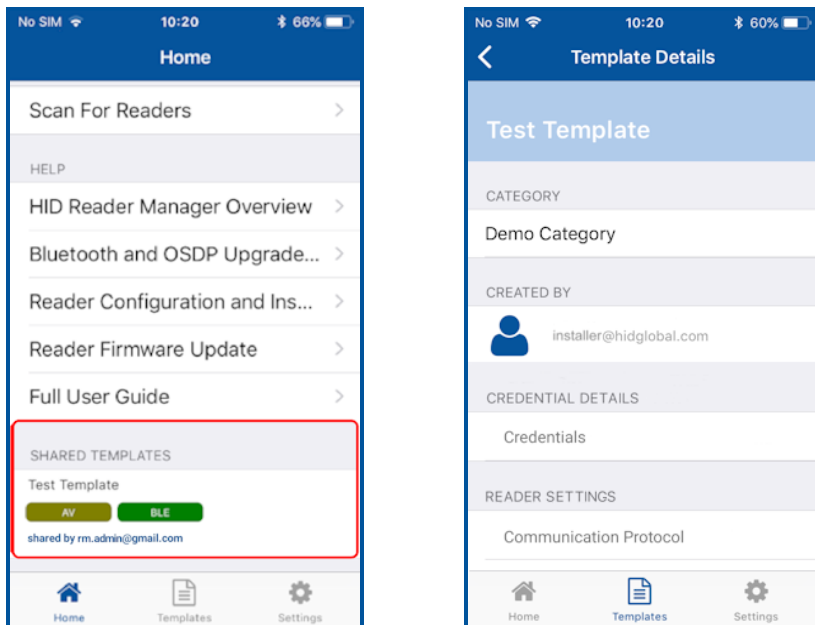 No SIM 10:20 66%
Home
Scan For Readers
HELP
HID Reader Manager Overview
Bluetooth and OSDP Upgrade...
Reader Configuration and Ins...
Reader Firmware Update
Full User Guide
SHARED TEMPLATES
Test Template
AV BLE
shared by rm.admin@gmail.com
Home Templates Settings
No SIM 10:20 60%
Template Details
Test Template
CATEGORY
Demo Category
CREATED BY
installer@hidglobal.com
CREDENTIAL DETAILS
Credentials
READER SETTINGS
Communication Protocol
Home Templates Settings